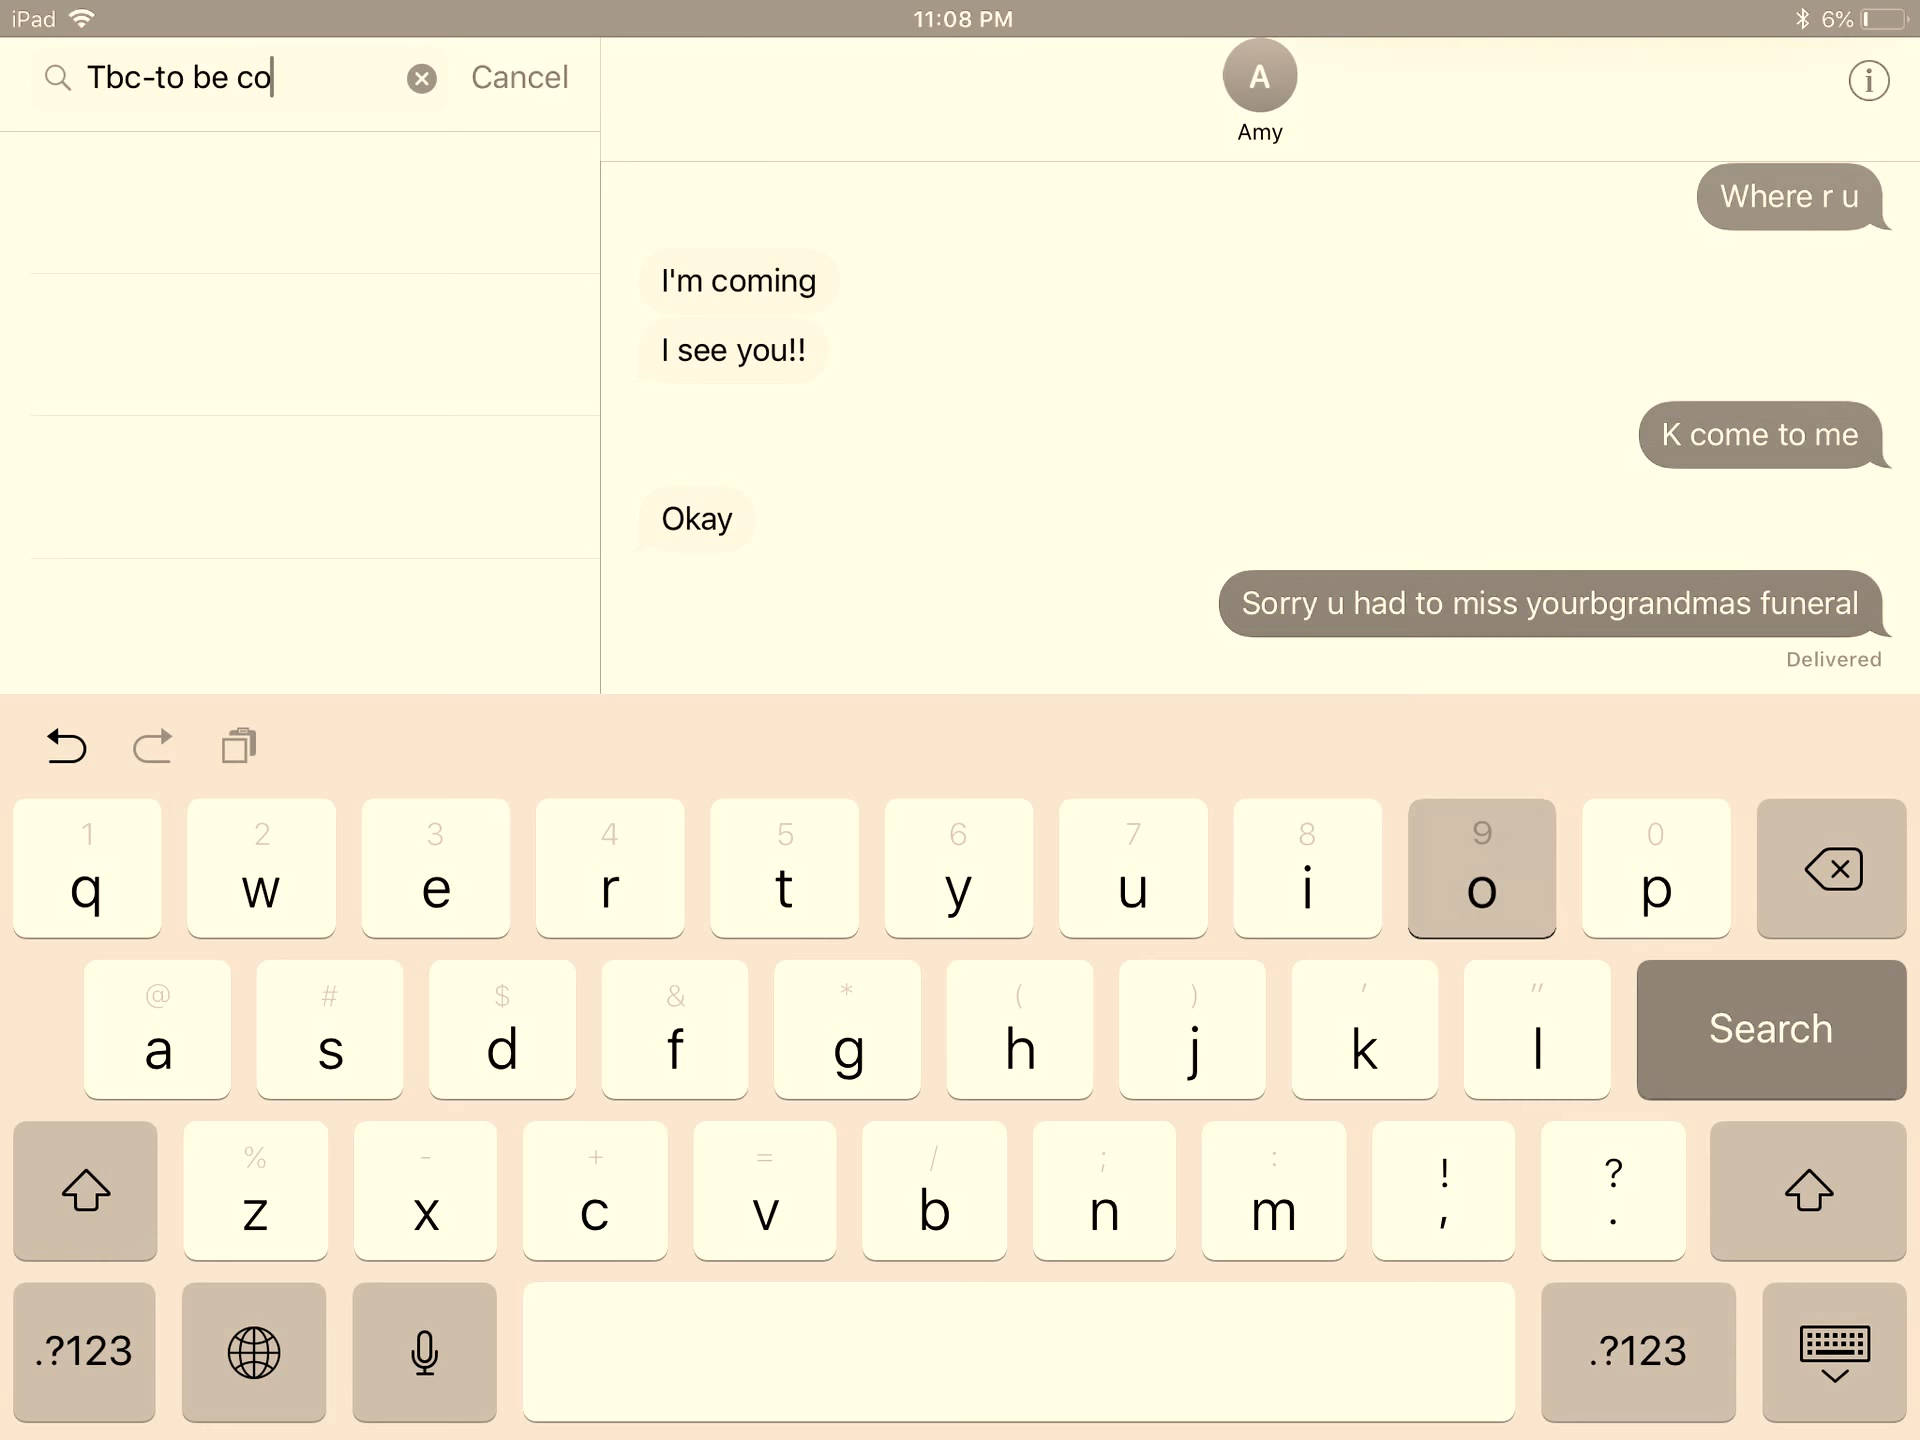 iPad 11:08 PM 6%
Tbc-to be co Cancel
A
Amy
Where r u
I'm coming
I see you!!
K come to me
Okay
Sorry u had to miss yourbgrandmas funeral
Delivered
1 2 3 4 5 6 7 8 9 0
q w e r t y u i o p
@ # $ & * ( ) ' "
a s d f g h j k l Search
% - + = / ; : ! ?
z x c v b n m , .
.?123 .?123